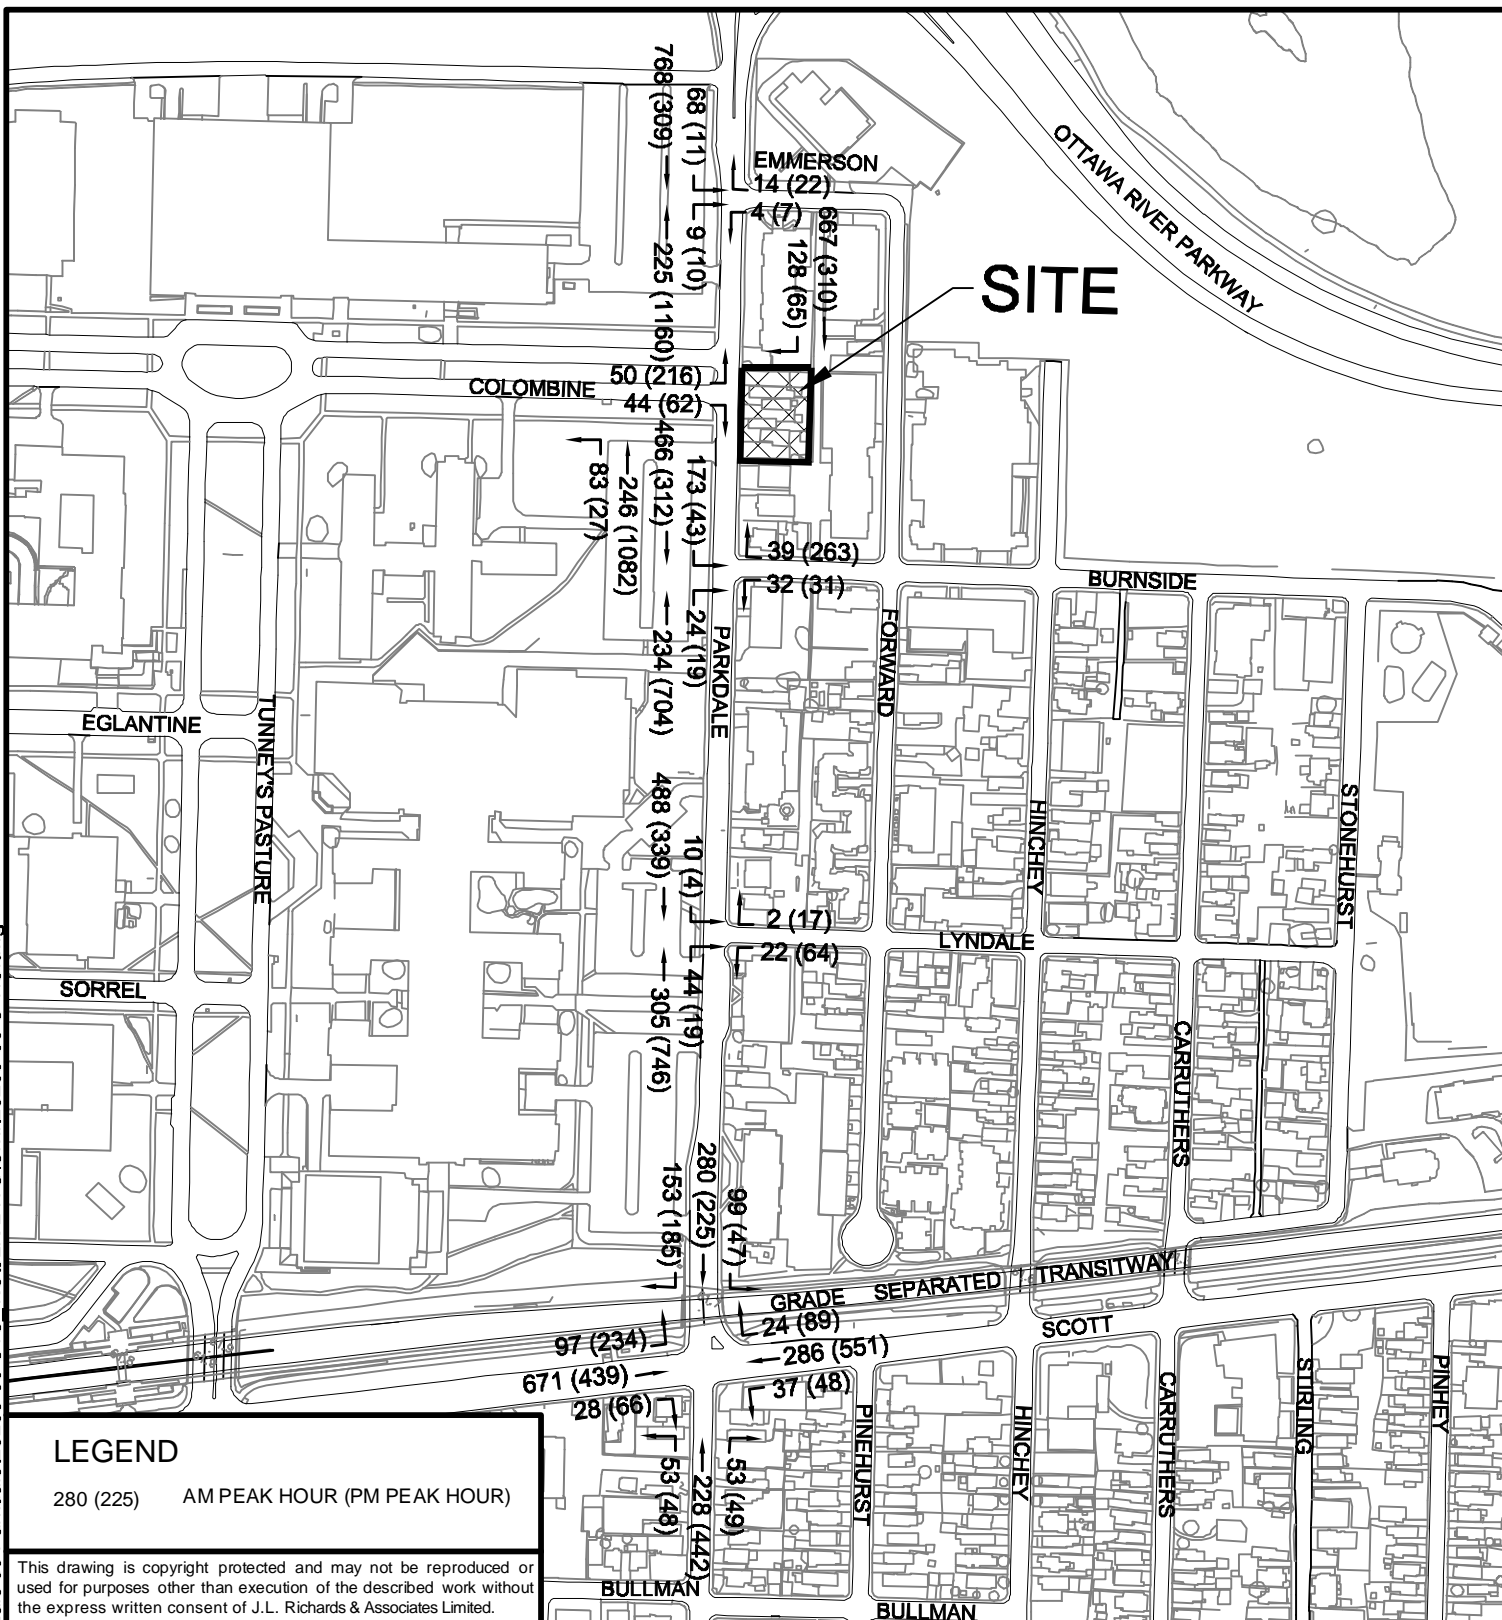 768 (309)
68 (11)
EMMERSON
14 (22)
4 (7)
9 (10)
225 (1160)
667 (310)
128 (65)
OTTAWA RIVER PARKWAY
SITE
COLOMBINE
50 (216)
44 (62)
83 (27)
246 (1082)
466 (312)
173 (43)
39 (263)
32 (31)
BURNSIDE
24 (19)
234 (704)
PARKDALE
FORWARD
EGLANTINE
TUNNEY'S PASTURE
488 (339)
10 (4)
HINCHEY
STONEHURST
2 (17)
22 (64)
LYNDALE
SORREL
44 (19)
305 (746)
CARRUTHERS
153 (185)
280 (225)
99 (47)
GRADE SEPARATED TRANSITWAY
24 (89)
SCOTT
97 (234)
286 (551)
671 (439)
37 (48)
28 (66)
53 (48)
228 (442)
53 (49)
PINEHURST
HINCHEY
CARRUTHERS
STIRLING
PINHEY
BULLMAN
BULLMAN
LEGEND
280 (225) AM PEAK HOUR (PM PEAK HOUR)
This drawing is copyright protected and may not be reproduced or
used for purposes other than execution of the described work without
the express written consent of J.L. Richards & Associates Limited.